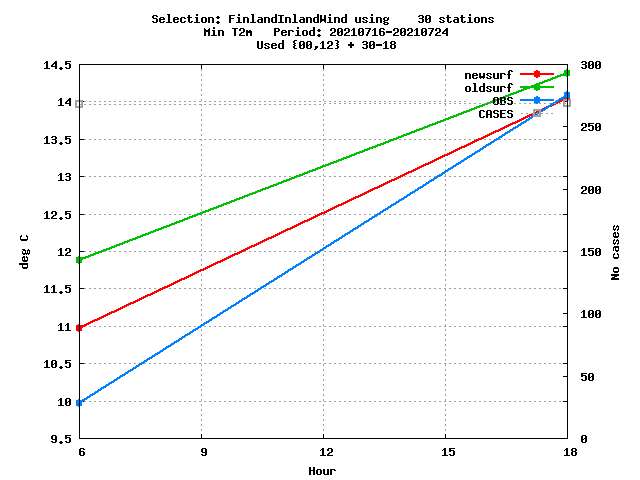 Selection: FinlandInlandWind using    30 stations
Min T2m   Period: 20210716-20210724
Used {00,12} + 30-18
14.5
14
13.5
13
12.5
12
11.5
11
10.5
10
9.5
deg C
newsurf
oldsurf
OBS
CASES
300
250
200
150
100
50
0
No cases
6
9
12
15
18
Hour